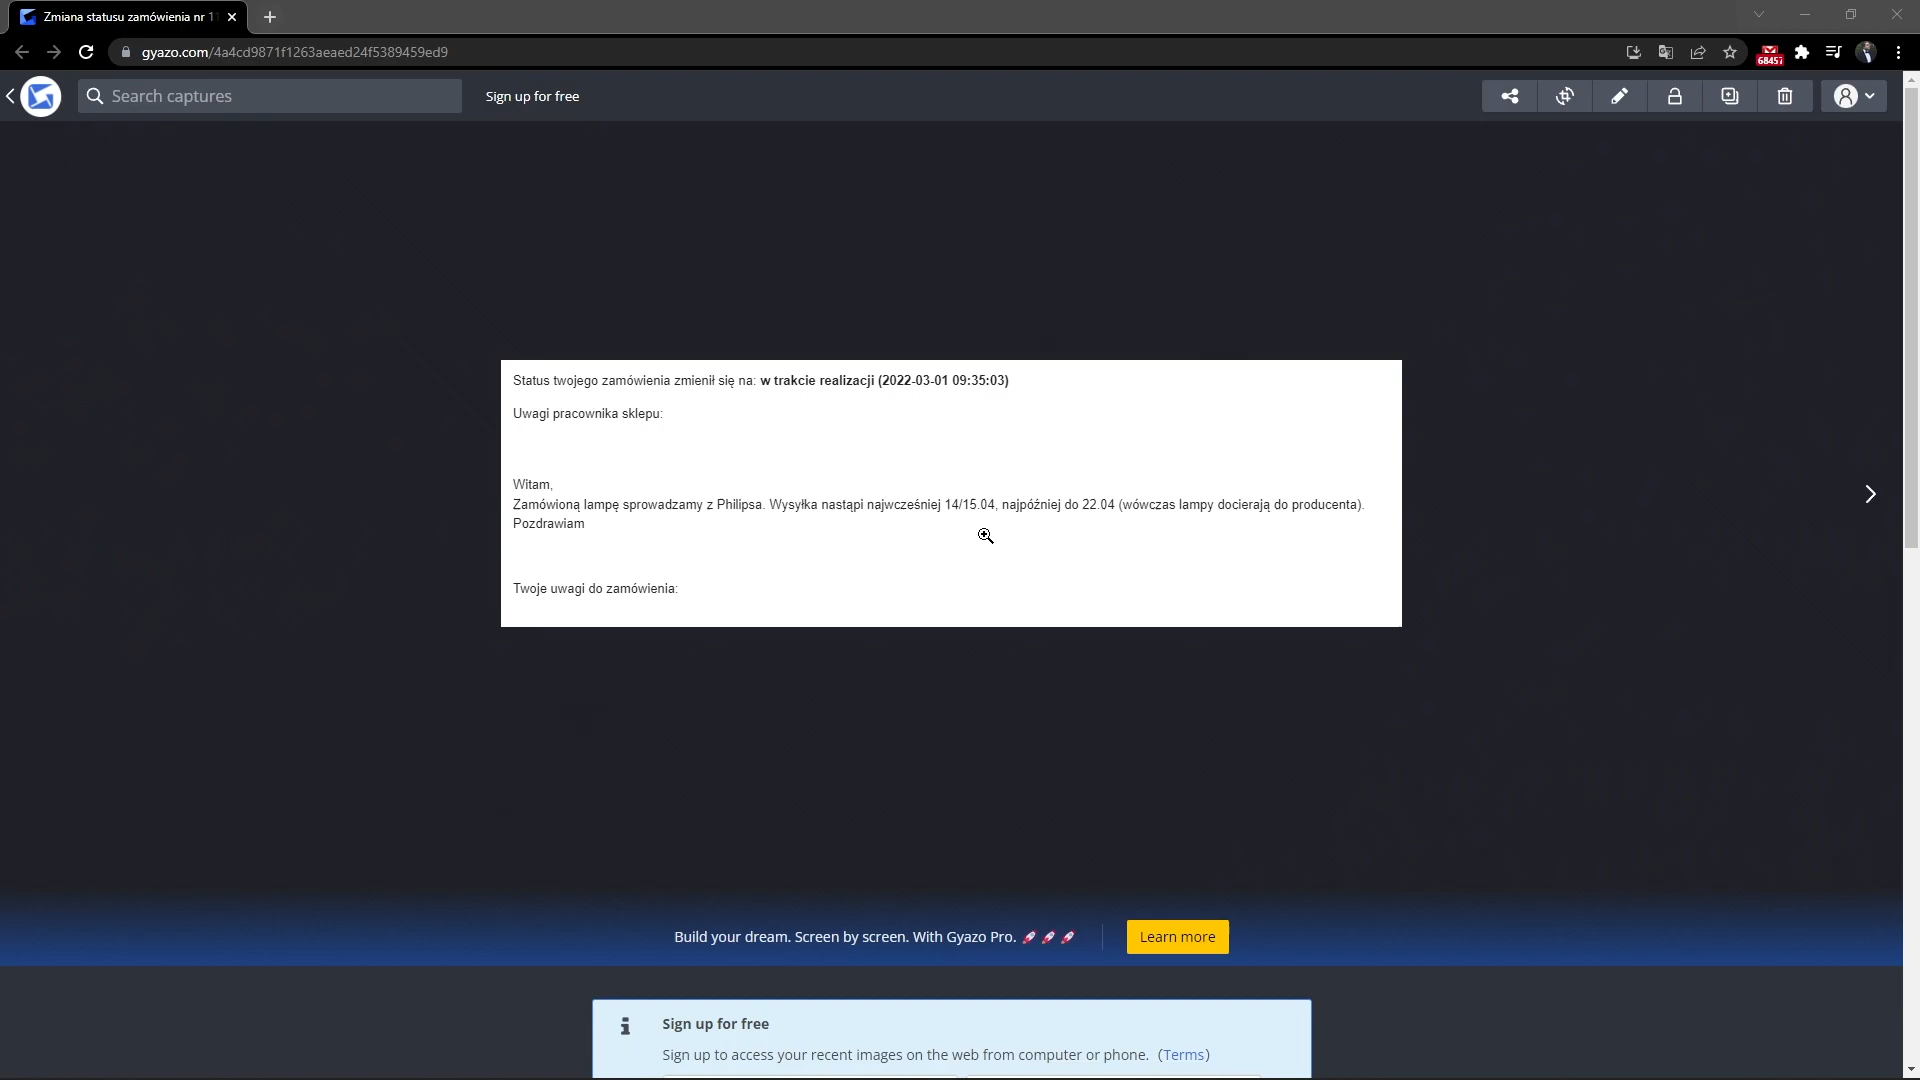 Zmiana statusu zamówienia nr 11
gyazo.com/4a4cd9871f1263aeaed24f5389459ed9
68457
Search captures
Sign up for free
Status twojego zamówienia zmienił się na: w trakcie realizacji (2022-03-01 09:35:03)
Uwagi pracownika sklepu:
Witam,
Zamówioną lampę sprowadzamy z Philipsa. Wysyłka nastąpi najwcześniej 14/15.04, najpóźniej do 22.04 (wówczas lampy docierają do producenta).
Pozdrawiam
Twoje uwagi do zamówienia:
Build your dream. Screen by screen. With Gyazo Pro. 🚀 🚀 🚀
Learn more
Sign up for free
Sign up to access your recent images on the web from computer or phone. (Terms)